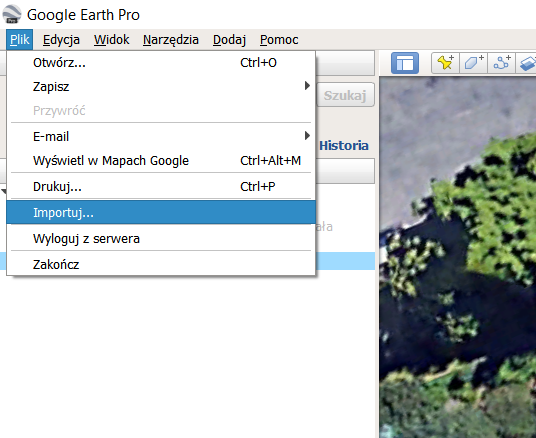 Google Earth Pro
Plik Edycja Widok Narzędzia Dodaj Pomoc
Otwórz... Ctrl+O
Zapisz
Szukaj
Przywróć
E-mail
Historia
Wyświetl w Mapach Google Ctrl+Alt+M
Drukuj... Ctrl+P
Importuj...
Wyloguj z serwera
Zakończ